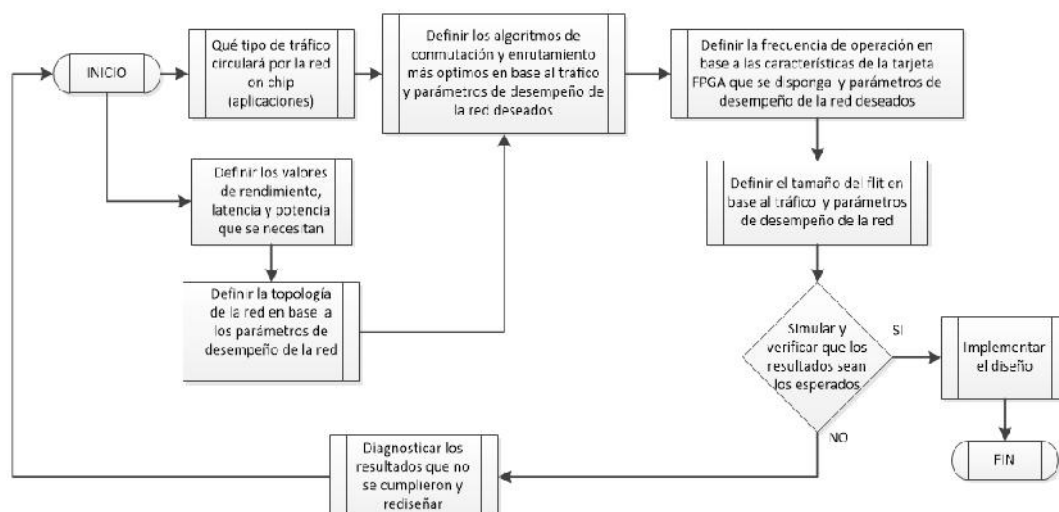 INICIO
Qué tipo de tráfico
circulará por la red
on chip
(aplicaciones)
Definir los algoritmos de
conmutación y enrutamiento
más optimos en base al trafico
y parámetros de desempeño de
la red deseados
Definir la frecuencia de operación en
base a las características de la tarjeta
FPGA que se disponga y parámetros de
desempeño de la red deseados
Definir los valores
de rendimiento,
latencia y potencia
que se necesitan
Definir el tamaño del flit en
base al tráfico y parámetros
de desempeño de la red
Definir la topología
de la red en base a
los parámetros de
desempeño de la red
Simular y
verificar que los
resultados sean
los esperados
SI
Implementar
el diseño
NO
FIN
Diagnosticar los
resultados que no
se cumplieron y
rediseñar